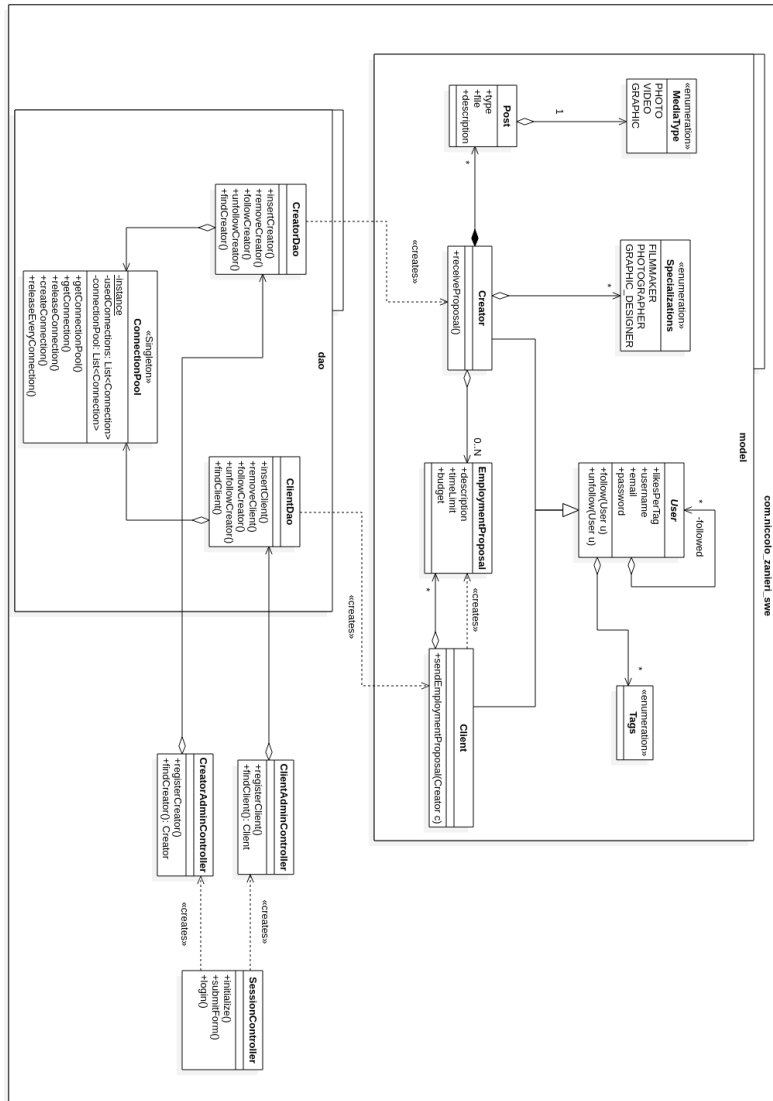 com.niccolo_zanieri_swe
model
«enumeration»
MediaType
PHOTO
VIDEO
GRAPHIC
1
Post
+type
+file
+description
*
«enumeration»
Specializations
FILMMAKER
PHOTOGRAPHER
GRAPHIC_DESIGNER
*
Creator
+receiveProposal()
«creates»
0..N
User
+likesPerTag
+username
+email
+password
+follow(User u)
+unfollow(User u)
*
-followed
*
«enumeration»
Tags
EmploymentProposal
+description
+timeLimit
+budget
*
«creates»
Client
+sendEmploymentProposal(Creator c)
«creates»
dao
CreatorDao
+insertCreator()
+removeCreator()
+followCreator()
+unfollowCreator()
+findCreator()
«Singleton»
ConnectionPool
-instance
-usedConnections: List<Connection>
-connectionPool: List<Connection>
+getConnectionPool()
+getConnection()
+releaseConnection()
+createConnection()
+releaseEveryConnection()
ClientDao
+insertClient()
+removeClient()
+followCreator()
+unfollowCreator()
+findClient()
ClientAdminController
+registerClient()
+findClient(): Client
CreatorAdminController
+registerCreator()
+findCreator(): Creator
«creates»
«creates»
SessionController
+initialize()
+submitForm()
+login()